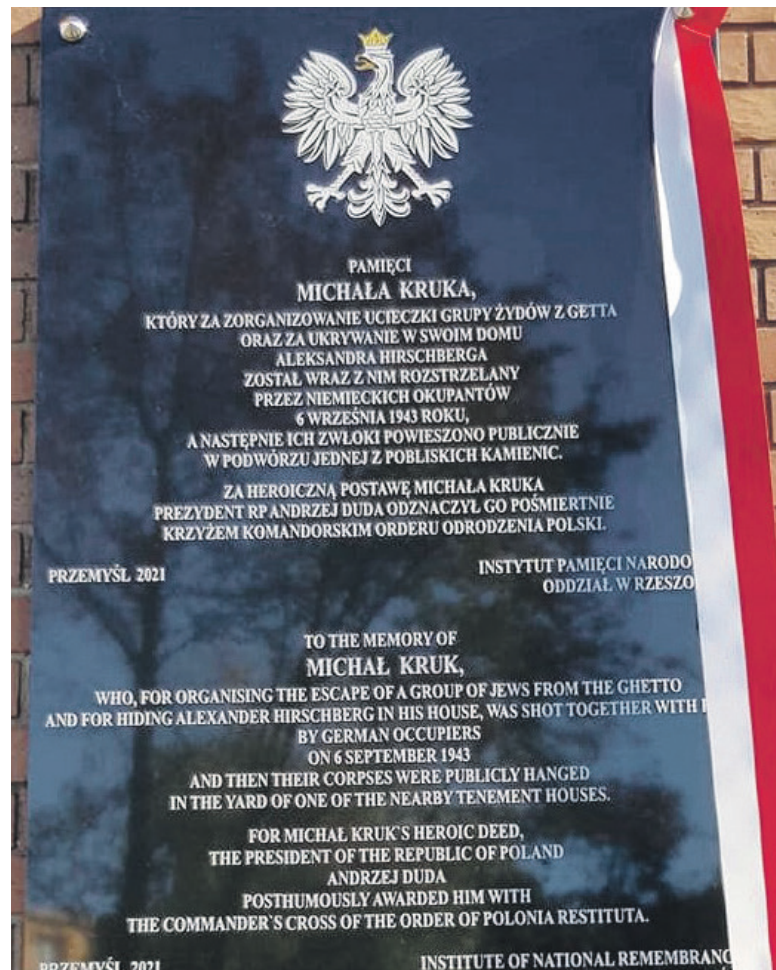 PAMIĘCI
MICHAŁA KRUKA,
KTÓRY ZA ZORGANIZOWANIE UCIECZKI GRUPY ŻYDÓW Z GETTA
ORAZ ZA UKRYWANIE W SWOIM DOMU
ALEKSANDRA HIRSCHBERGA
ZOSTAŁ WRAZ Z NIM ROZSTRZELANY
PRZEZ NIEMIECKICH OKUPANTÓW
6 WRZEŚNIA 1943 ROKU,
A NASTĘPNIE ICH ZWŁOKI POWIESZONO PUBLICZNIE
W PODWÓRZU JEDNEJ Z POBLISKICH KAMIENIC.
ZA HEROICZNĄ POSTAWĘ MICHAŁA KRUKA
PREZYDENT RP ANDRZEJ DUDA ODZNACZYŁ GO POŚMIERTNIE
KRZYŻEM KOMANDORSKIM ORDERU ODRODZENIA POLSKI.
PRZEMYŚL 2021 INSTYTUT PAMIĘCI NARODO
ODDZIAŁ W RZESZO
TO THE MEMORY OF
MICHAŁ KRUK,
WHO, FOR ORGANISING THE ESCAPE OF A GROUP OF JEWS FROM THE GHETTO
AND FOR HIDING ALEXANDER HIRSCHBERG IN HIS HOUSE, WAS SHOT TOGETHER WITH
BY GERMAN OCCUPIERS
ON 6 SEPTEMBER 1943
AND THEN THEIR CORPSES WERE PUBLICLY HANGED
IN THE YARD OF ONE OF THE NEARBY TENEMENT HOUSES.
FOR MICHAŁ KRUK`S HEROIC DEED,
THE PRESIDENT OF THE REPUBLIC OF POLAND
ANDRZEJ DUDA
POSTHUMOUSLY AWARDED HIM WITH
THE COMMANDER`S CROSS OF THE ORDER OF POLONIA RESTITUTA.
PRZEMYŚL 2021 INSTITUTE OF NATIONAL REMEMBRANC